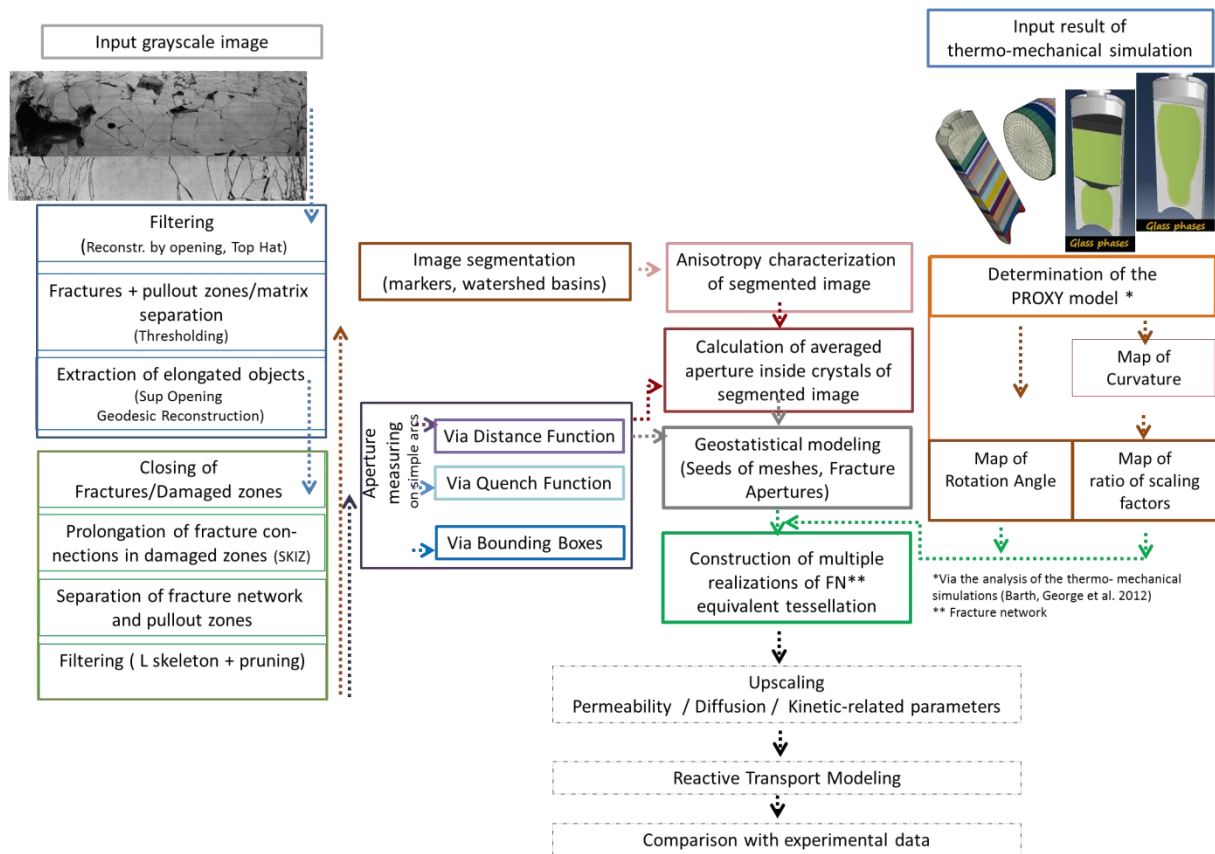 Input grayscale image
Filtering
(Reconstr. by opening, Top Hat)
Fractures + pullout zones/matrix
separation
(Thresholding)
Extraction of elongated objects
(Sup Opening
Geodesic Reconstruction)
Closing of
Fractures/Damaged zones
Prolongation of fracture con-
nections in damaged zones (SKIZ)
Separation of fracture network
and pullout zones
Filtering ( L skeleton + pruning)
Aperture
measuring
on simple arcs
Via Distance Function
Via Quench Function
Via Bounding Boxes
Image segmentation
(markers, watershed basins)
Anisotropy characterization
of segmented image
Calculation of averaged
aperture inside crystals of
segmented image
Geostatistical modeling
(Seeds of meshes, Fracture
Apertures)
Construction of multiple
realizations of FN**
equivalent tessellation
Upscaling
Permeability / Diffusion / Kinetic-related parameters
Reactive Transport Modeling
Comparison with experimental data
Input result of
thermo-mechanical simulation
Glass phases
Glass phases
Determination of the
PROXY model *
Map of
Curvature
Map of
Rotation Angle
Map of
ratio of scaling
factors
*Via the analysis of the thermo- mechanical
simulations (Barth, George et al. 2012)
** Fracture network